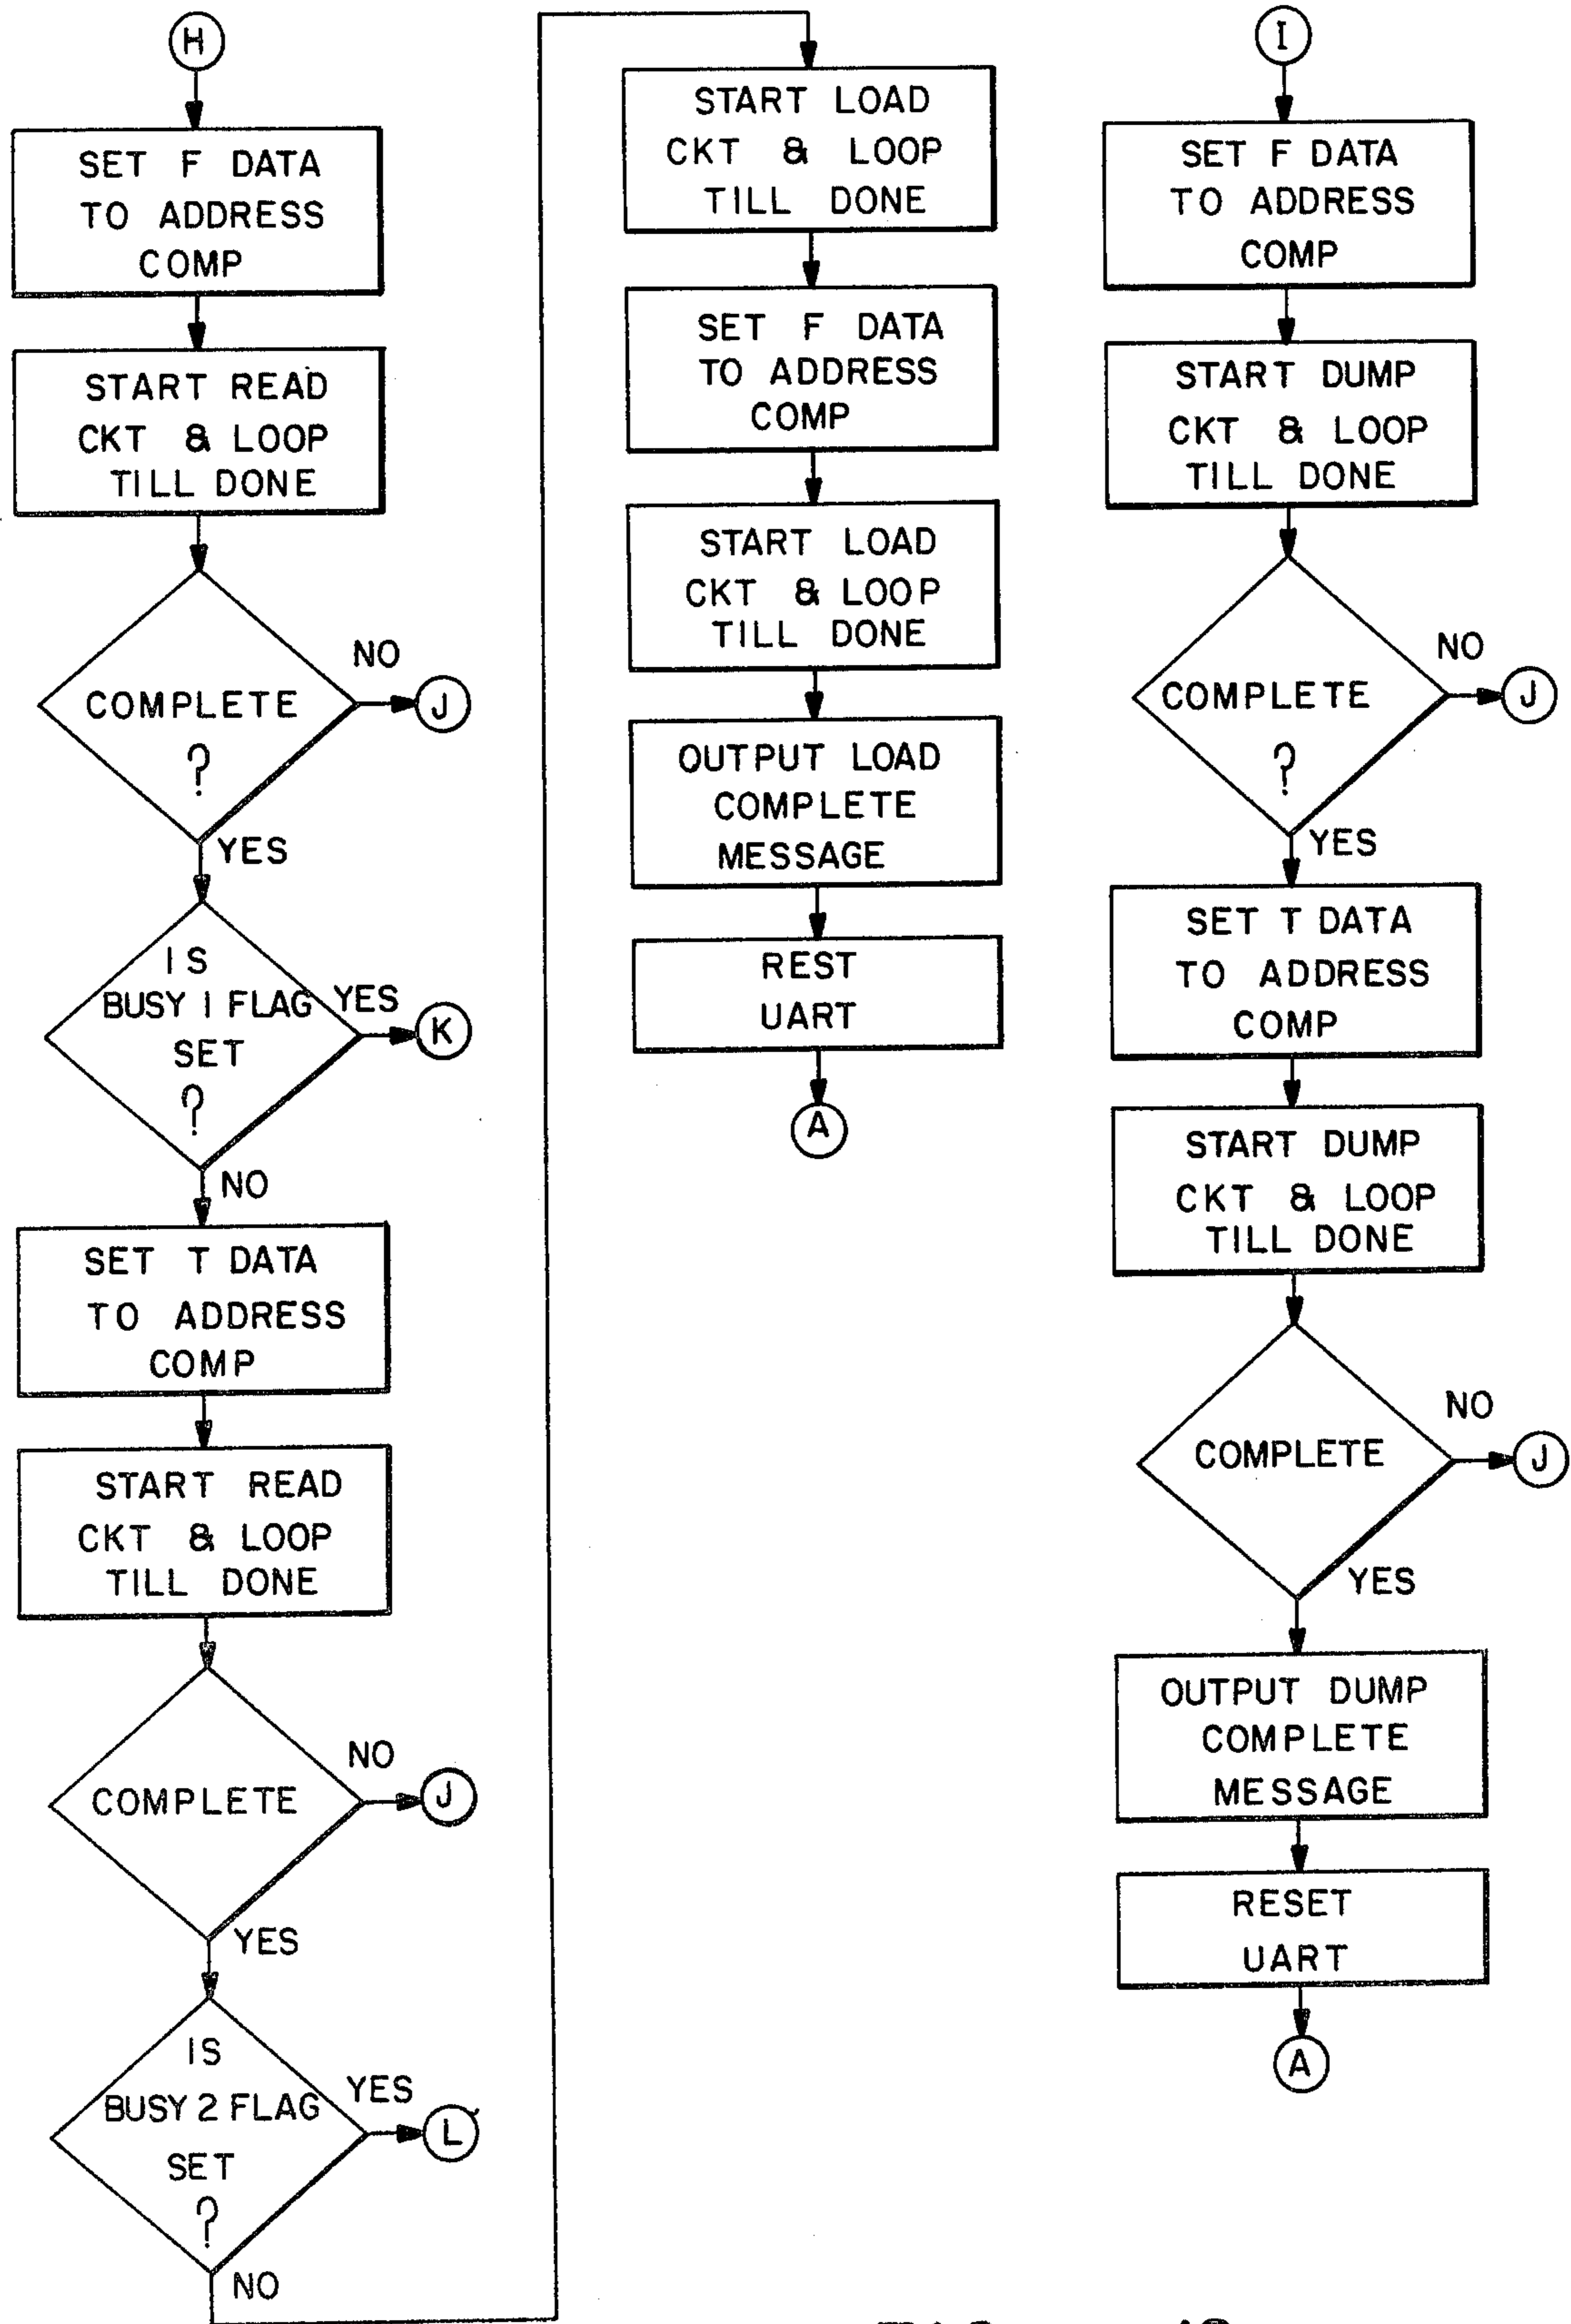 H
SET F DATA
TO ADDRESS
COMP
START READ
CKT & LOOP
TILL DONE
COMPLETE
?
NO
J
YES
IS
BUSY 1 FLAG
SET
?
YES
K
NO
SET T DATA
TO ADDRESS
COMP
START READ
CKT & LOOP
TILL DONE
COMPLETE
NO
J
YES
IS
BUSY 2 FLAG
SET
?
YES
L
NO
START LOAD
CKT & LOOP
TILL DONE
SET F DATA
TO ADDRESS
COMP
START LOAD
CKT & LOOP
TILL DONE
OUTPUT LOAD
COMPLETE
MESSAGE
REST
UART
A
I
SET F DATA
TO ADDRESS
COMP
START DUMP
CKT & LOOP
TILL DONE
COMPLETE
?
NO
J
YES
SET T DATA
TO ADDRESS
COMP
START DUMP
CKT & LOOP
TILL DONE
COMPLETE
NO
J
YES
OUTPUT DUMP
COMPLETE
MESSAGE
RESET
UART
A